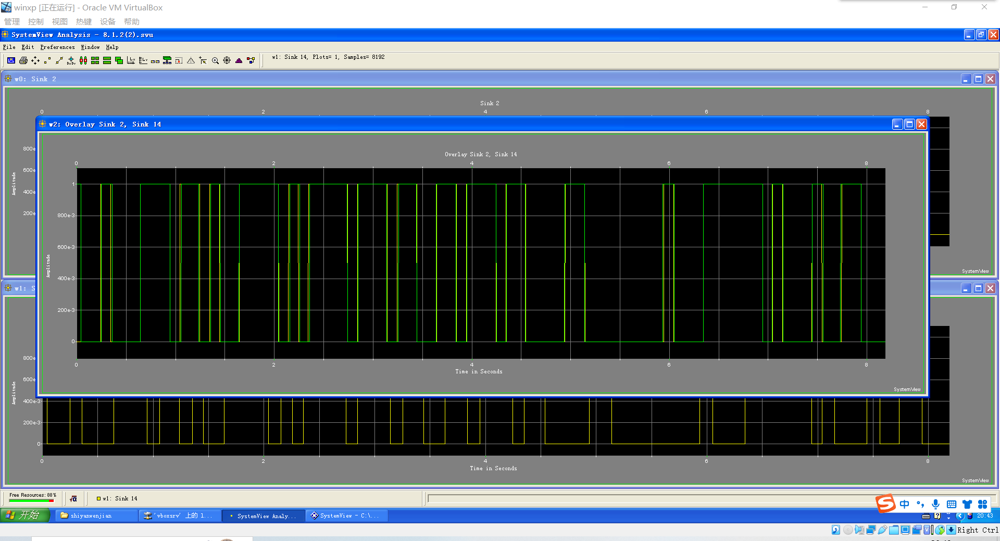 winxp [正在运行] - Oracle VM VirtualBox
管理 控制 视图 热键 设备 帮助
SystemView Analysis - 8.1.2(2).svu
File Edit Preferences Window Help
w1: Sink 14, Plots= 1, Samples= 8192
w0: Sink 2
Sink 2
0 2 4 6 8
800e
600e
400e
200e
Amplitude
SystemView
w2: Overlay Sink 2, Sink 14
Overlay Sink 2, Sink 14
0 2 4 6 8
1
800e-3
600e-3
400e-3
200e-3
0
Amplitude
0 2 4 6 8
Time in Seconds
SystemView
w1: S
800e
600e
400e-3
200e-3
0
Amplitude
0 2 4 6 8
Time in Seconds
SystemView
Free Resources: 88%
√α
w1: Sink 14
S 中
开始 shiyanwenjian 'vboxsrv' 上的 1... SystemView Analy... SystemView - C:\...
20:43
Right Ctrl